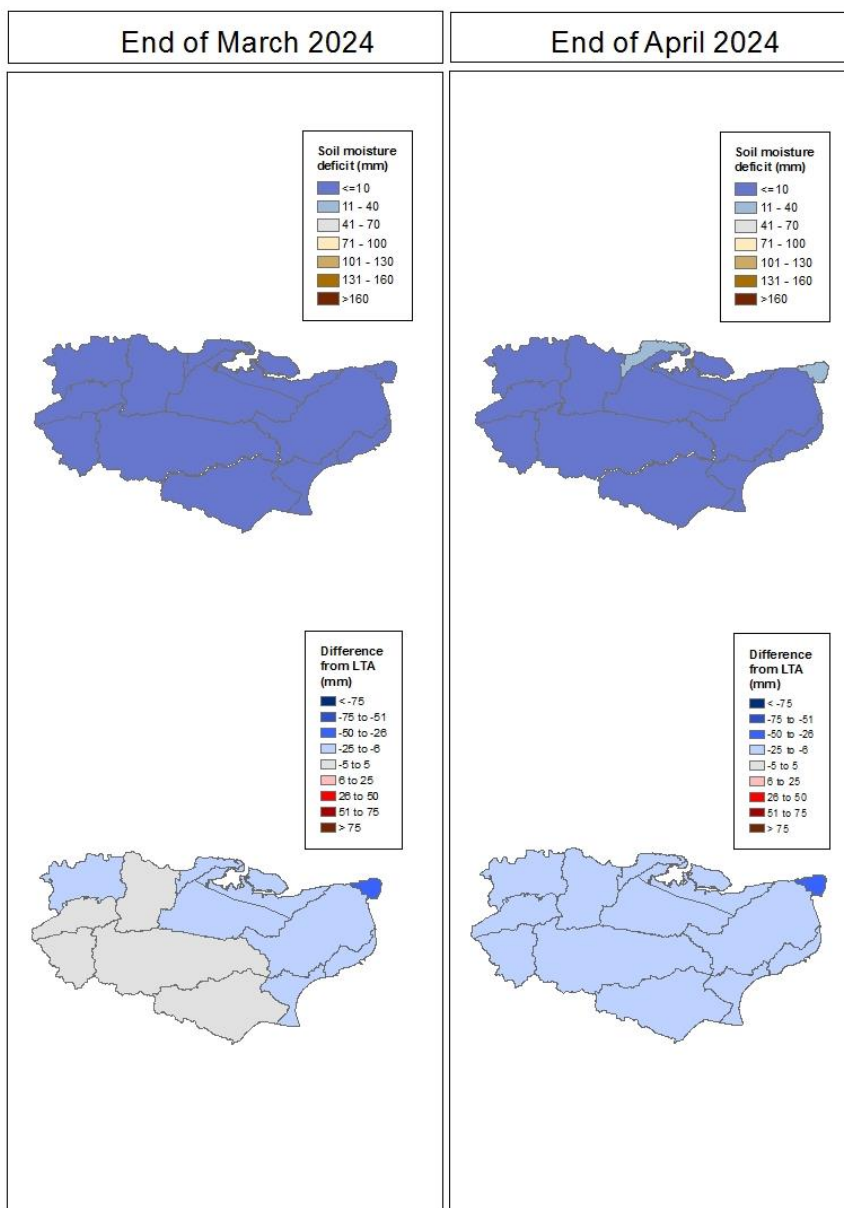 End of March 2024
End of April 2024
Soil moisture
deficit (mm)
<=10
11 - 40
41 - 70
71 - 100
101 - 130
131 - 160
>160
Soil moisture
deficit (mm)
<=10
11 - 40
41 - 70
71 - 100
101 - 130
131 - 160
>160
Difference
from LTA
(mm)
< -75
-75 to -51
-50 to -26
-25 to -6
-5 to 5
6 to 25
26 to 50
51 to 75
> 75
Difference
from LTA
(mm)
< -75
-75 to -51
-50 to -26
-25 to -6
-5 to 5
6 to 25
26 to 50
51 to 75
> 75